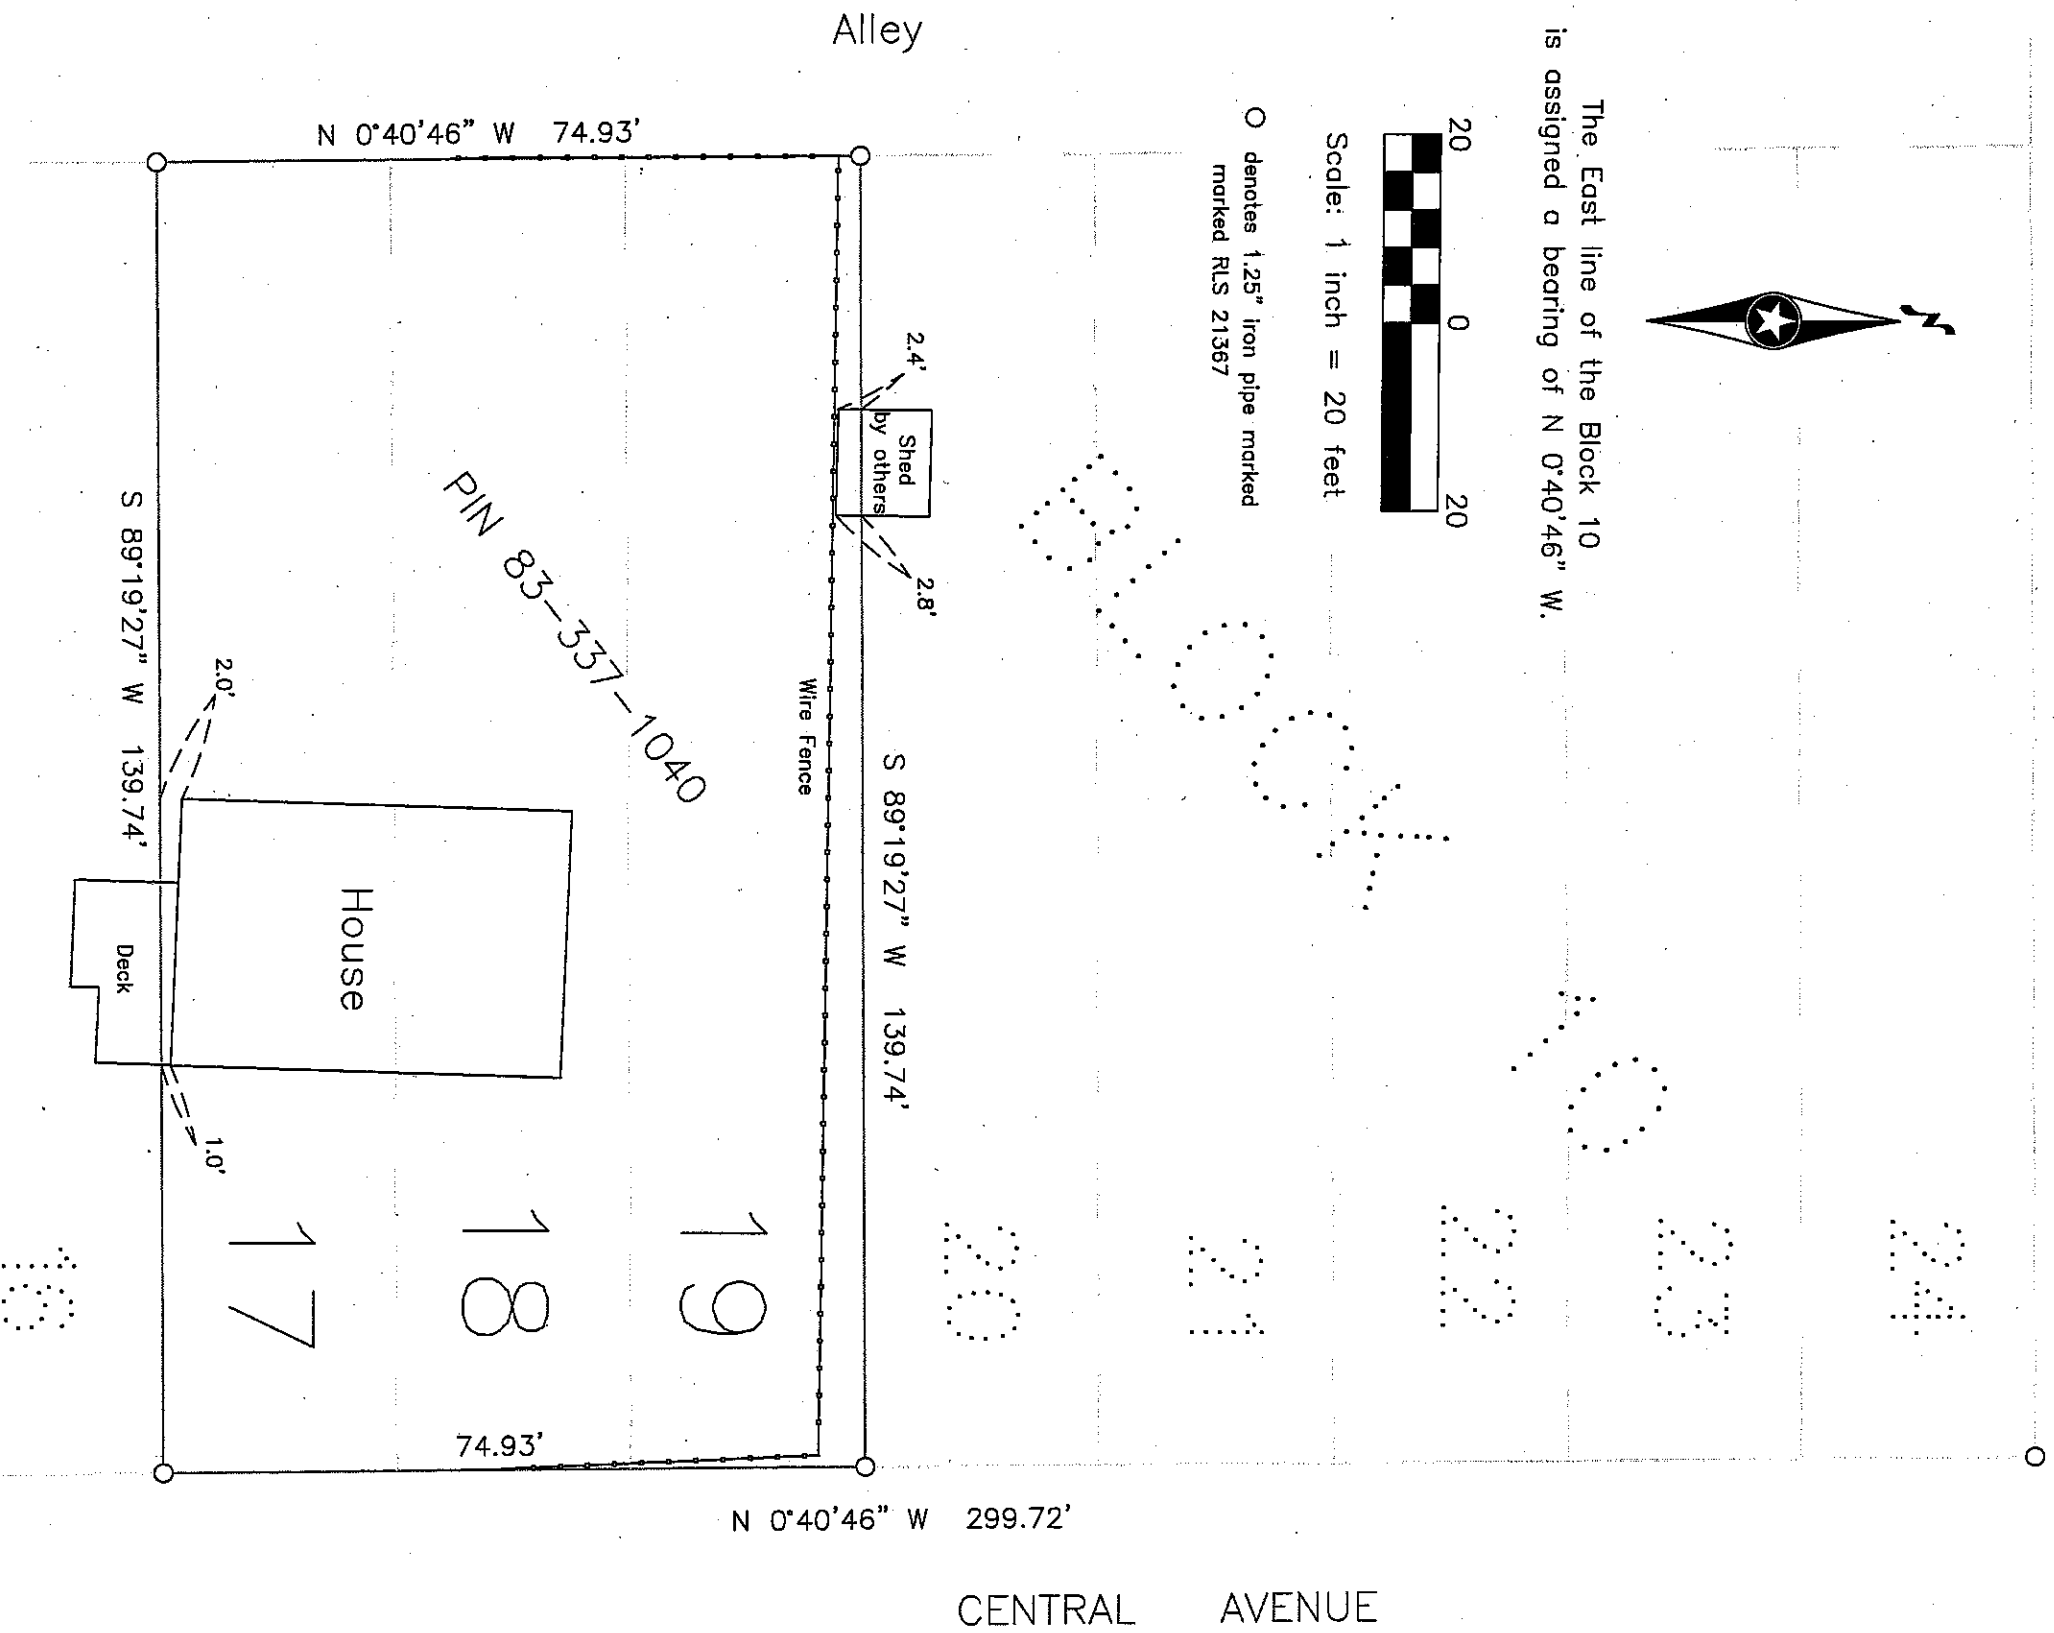 Alley
The East line of the Block 10
is assigned a bearing of N 0°40'46" W.
N
20 0 20
Scale: 1 inch = 20 feet
denotes 1.25" iron pipe marked
marked RLS 21367
N 0°40'46" W 74.93'
2.4'
Shed
by others
2.8'
Wire Fence
S 89°19'27" W 139.74'
PIN 83-337-1040
S 89°19'27" W 139.74'
2.0'
House
Deck
1.0'
BLOCK 10
16
17
18
19
20
21
22
23
24
74.93'
N 0°40'46" W 299.72'
CENTRAL AVENUE